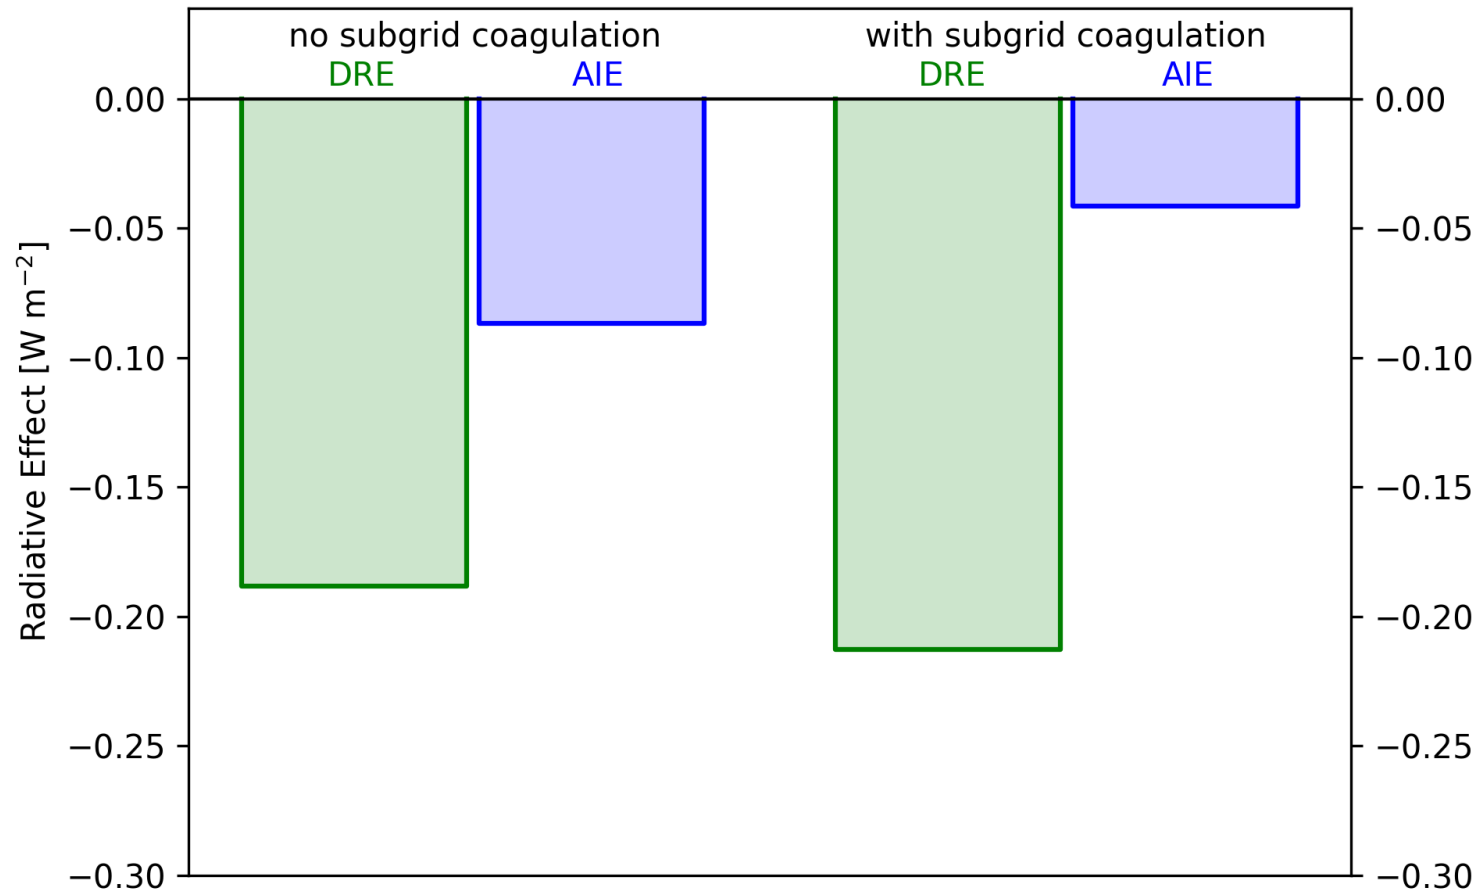 no subgrid coagulation with subgrid coagulation
DRE AIE DRE AIE
0.00 0.00
−0.05 −0.05
−0.10 −0.10
−0.15 −0.15
−0.20 −0.20
−0.25 −0.25
−0.30 −0.30
Radiative Effect [W m⁻²]